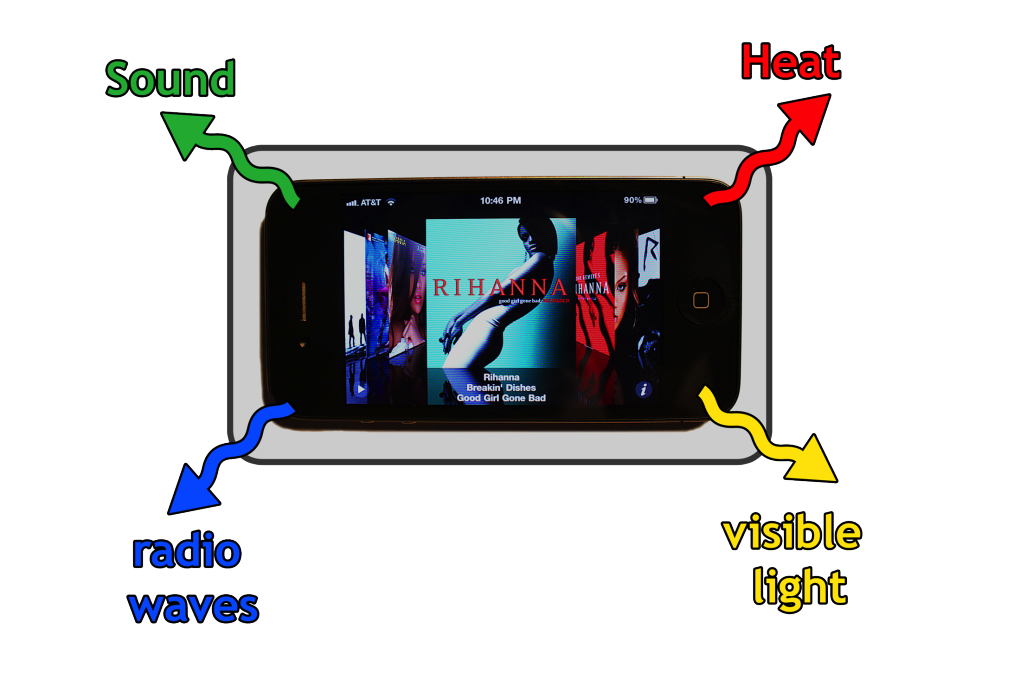 Sound
Heat
AT&T
10:46 PM
90%
RIHANNA
good girl gone bad
RIHANNA
R
Rihanna
Breakin' Dishes
Good Girl Gone Bad
i
radio
waves
visible
light